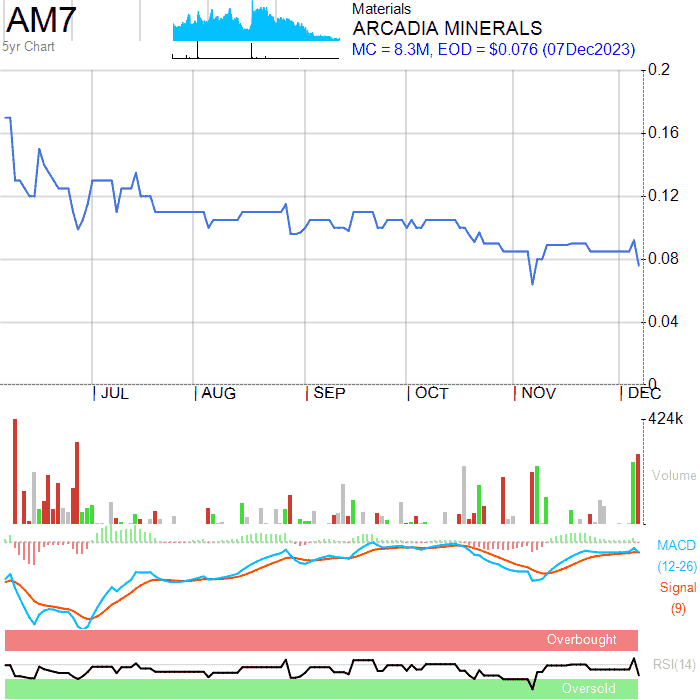 AM7
5yr Chart
Materials
ARCADIA MINERALS
MC = 8.3M, EOD = $0.076 (07Dec2023)
0.2
0.16
0.12
0.08
0.04
0
JUL AUG SEP OCT NOV DEC
424k
Volume
MACD
(12-26)
Signal
(9)
Overbought
RSI(14)
Oversold